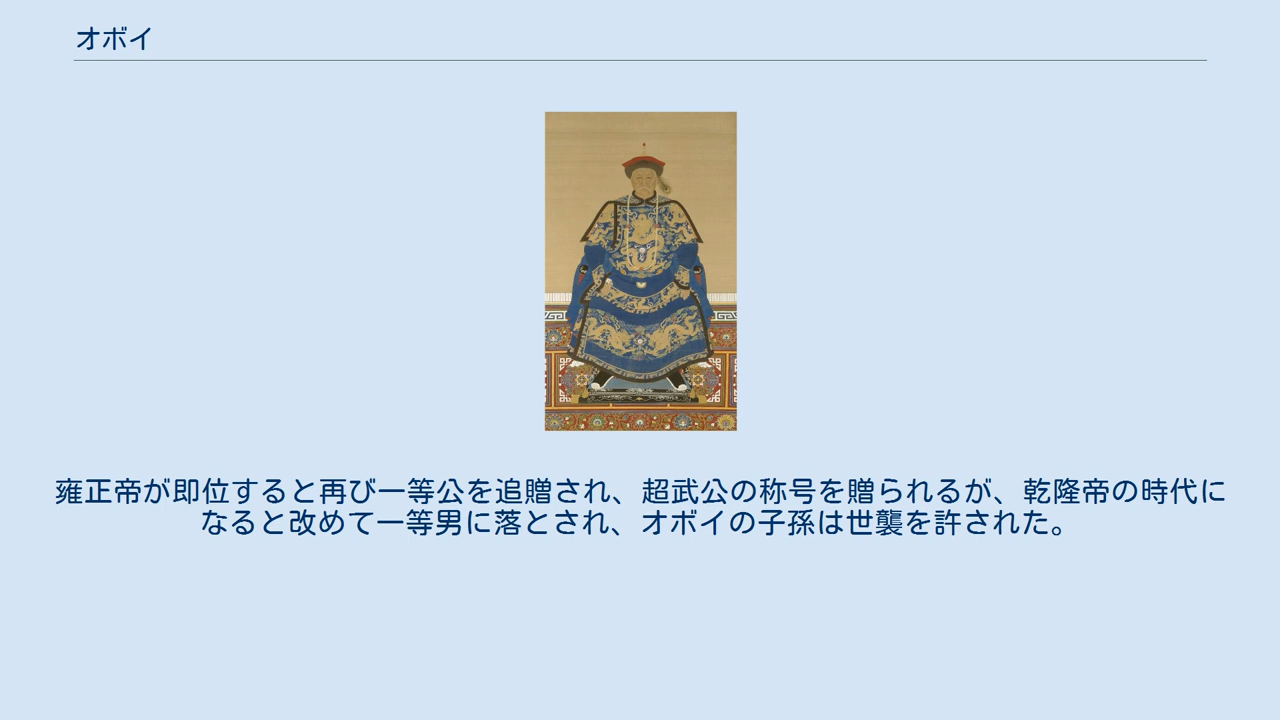 オボイ
雍正帝が即位すると再び一等公を追贈され、超武公の称号を贈られるが、乾隆帝の時代に
なると改めて一等男に落とされ、オボイの子孫は世襲を許された。